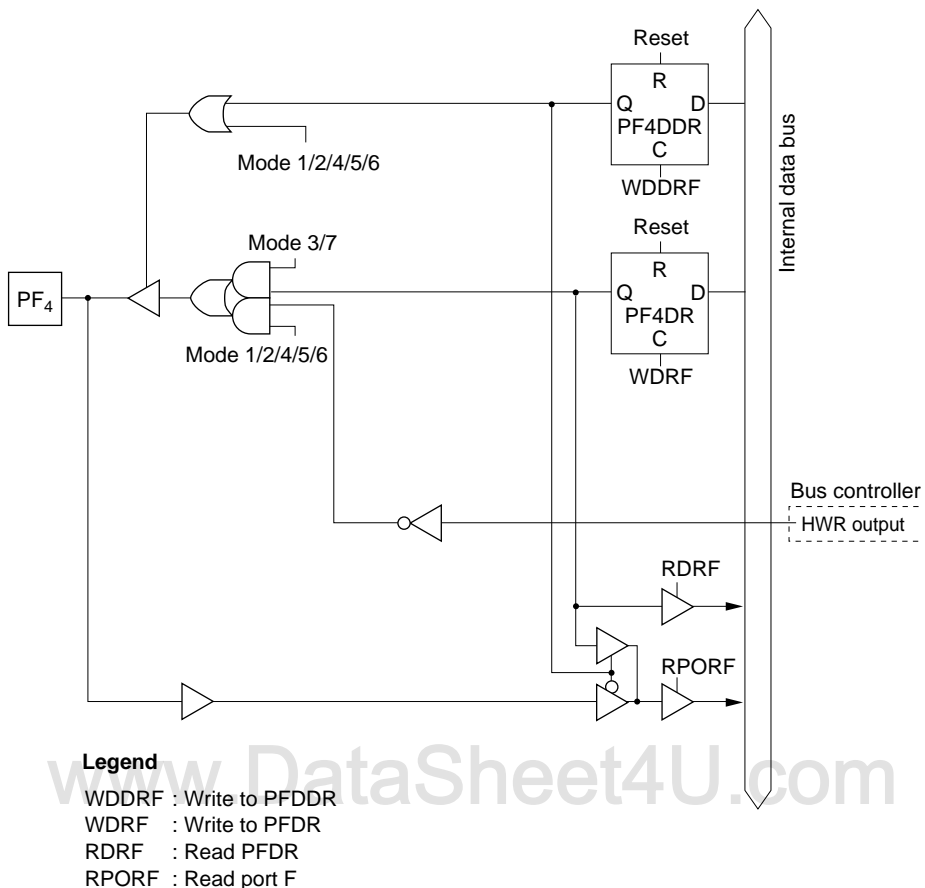 Reset
R
Q D
PF4DDR
C
WDDRF
Mode 1/2/4/5/6
Internal data bus
Reset
R
Q D
PF4DR
C
WDRF
Mode 3/7
PF4
Mode 1/2/4/5/6
Bus controller
HWR output
RDRF
RPORF
Legend
www.DataSheet4U.com
WDDRF : Write to PFDDR
WDRF : Write to PFDR
RDRF : Read PFDR
RPORF : Read port F